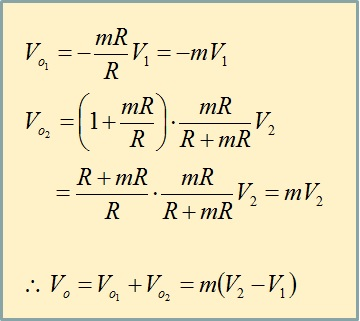 V_{o_1} = -\frac{mR}{R}V_1 = -mV_1
V_{o_2} = \left(1 + \frac{mR}{R}\right) \cdot \frac{mR}{R+mR}V_2
= \frac{R+mR}{R} \cdot \frac{mR}{R+mR}V_2 = mV_2
∴ V_o = V_{o_1} + V_{o_2} = m(V_2 - V_1)